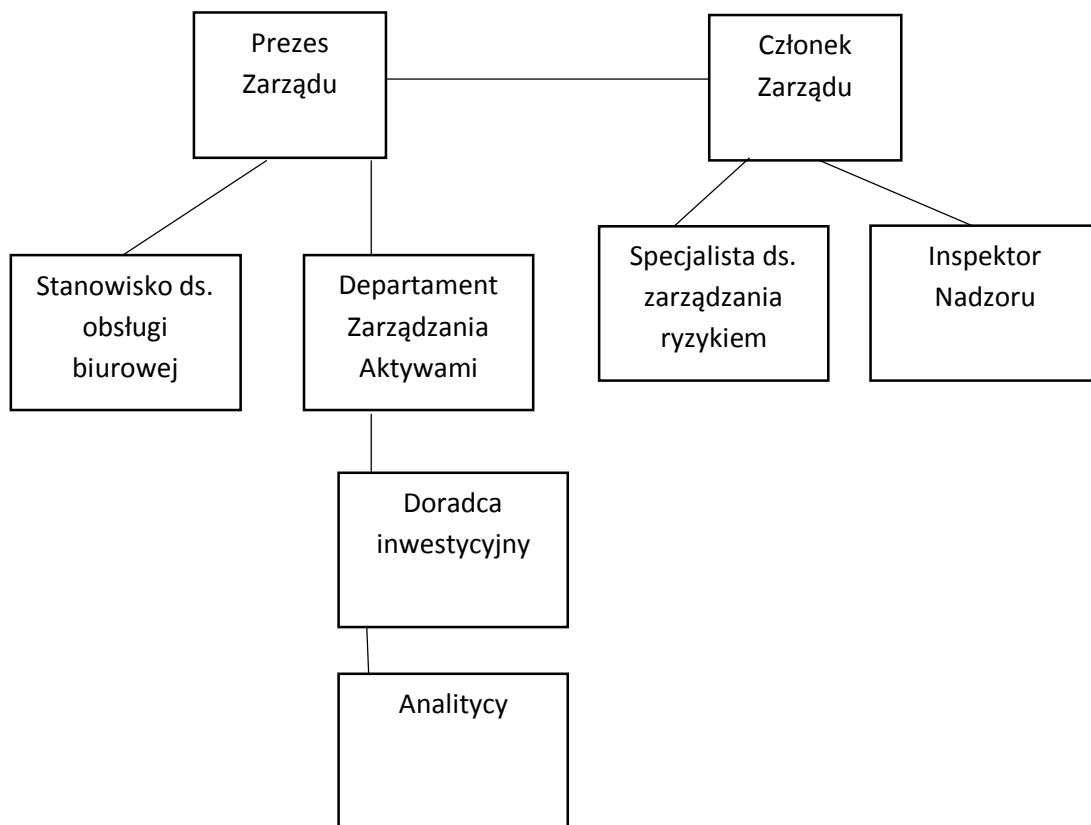 Prezes
Zarządu
Członek
Zarządu
Stanowisko ds.
obsługi
biurowej
Departament
Zarządzania
Aktywami
Specjalista ds.
zarządzania
ryzykiem
Inspektor
Nadzoru
Doradca
inwestycyjny
Analitycy